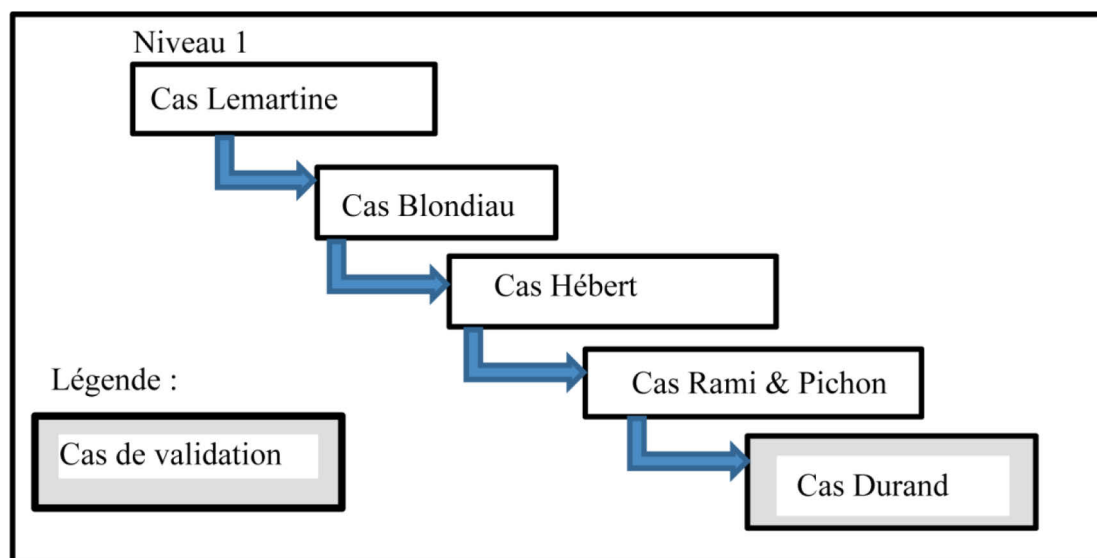 Niveau 1
Cas Lemartine
Cas Blondiau
Cas Hébert
Cas Rami & Pichon
Légende :
Cas de validation
Cas Durand